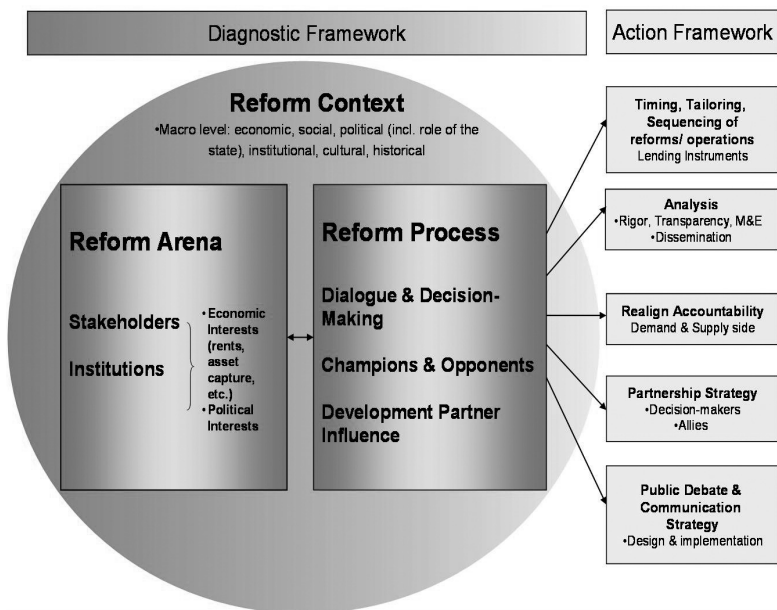 Diagnostic Framework
Action Framework
Reform Context
•Macro level: economic, social, political (incl. role of the
state), institutional, cultural, historical
Reform Arena
Stakeholders
Institutions
• Economic
Interests
(rents,
asset
capture,
etc.)
• Political
Interests
Reform Process
Dialogue & Decision-
Making
Champions & Opponents
Development Partner
Influence
Timing, Tailoring,
Sequencing of
reforms/ operations
Lending Instruments
Analysis
•Rigor, Transparency, M&E
•Dissemination
Realign Accountability
Demand & Supply side
Partnership Strategy
•Decision-makers
•Allies
Public Debate &
Communication
Strategy
•Design & implementation